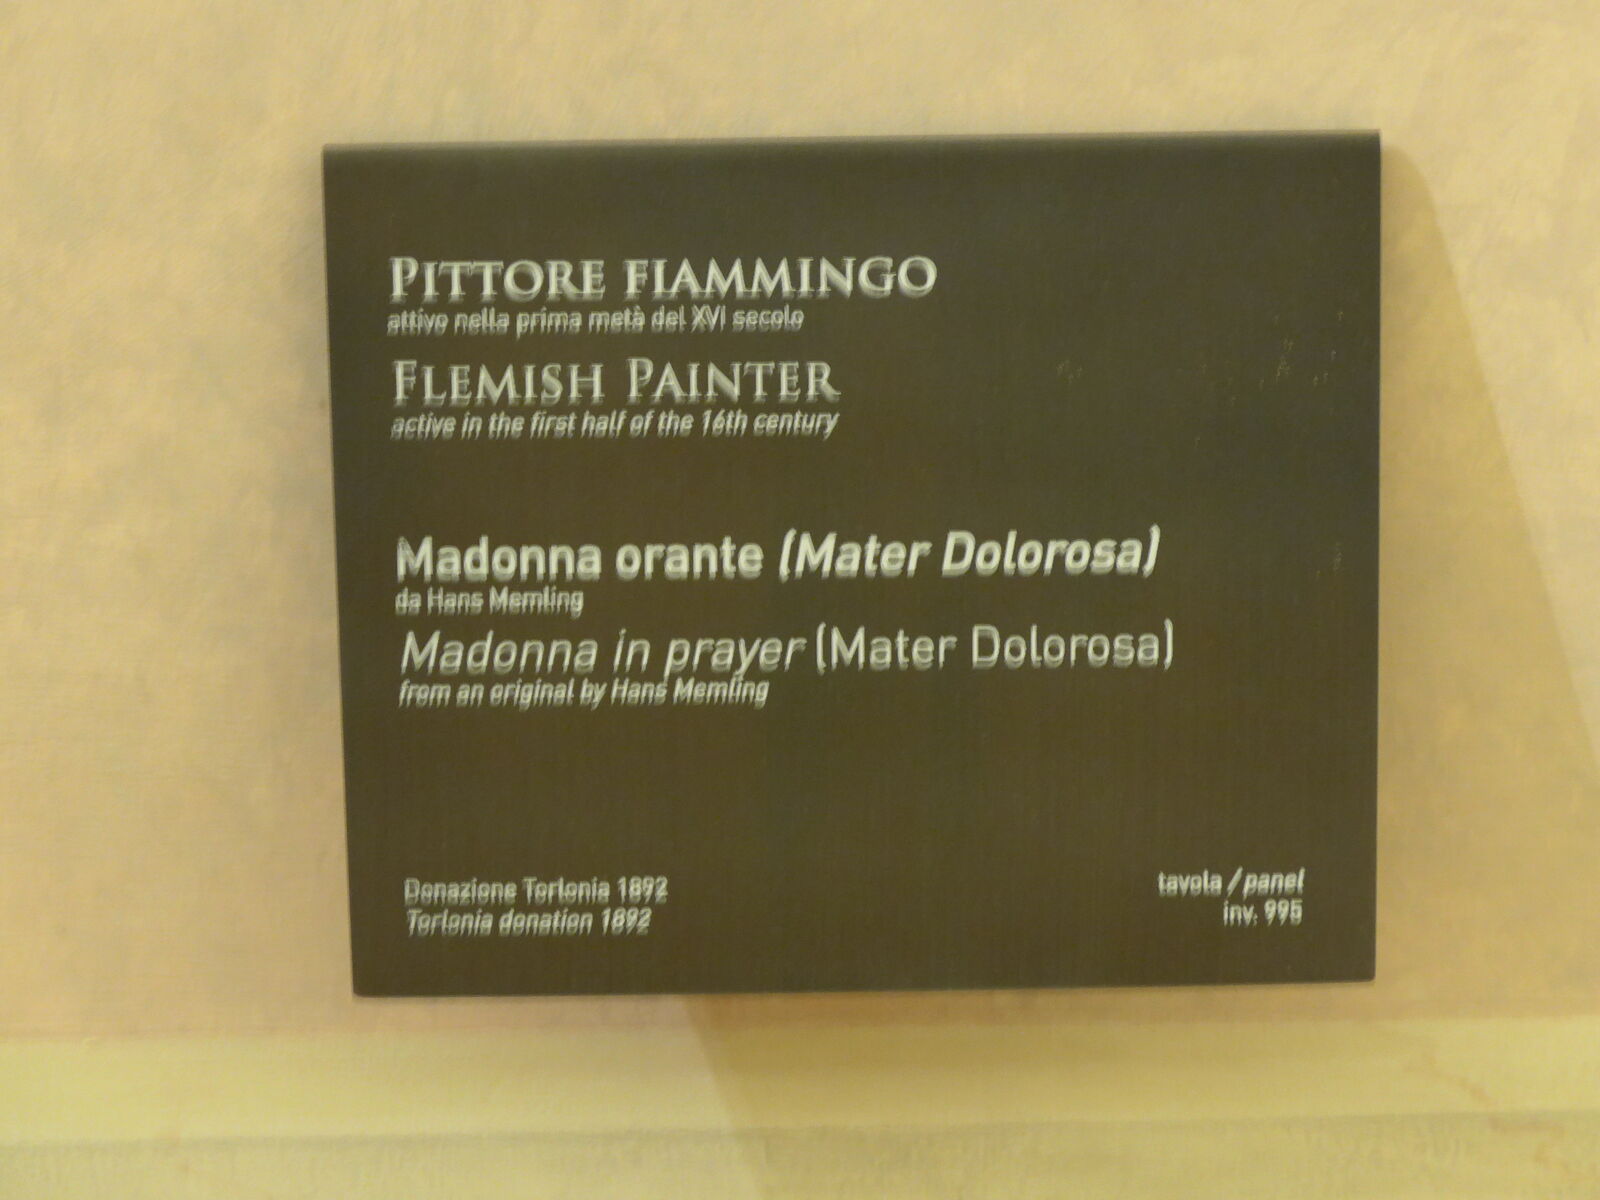 PITTORE FIAMMINGO
attivo nella prima metà del XVI secolo
FLEMISH PAINTER
active in the first half of the 16th century
Madonna orante (Mater Dolorosa)
da Hans Memling
Madonna in prayer (Mater Dolorosa)
from an original by Hans Memling
Donazione Torlonia 1892
Torlonia donation 1892
tavola / panel
inv. 995